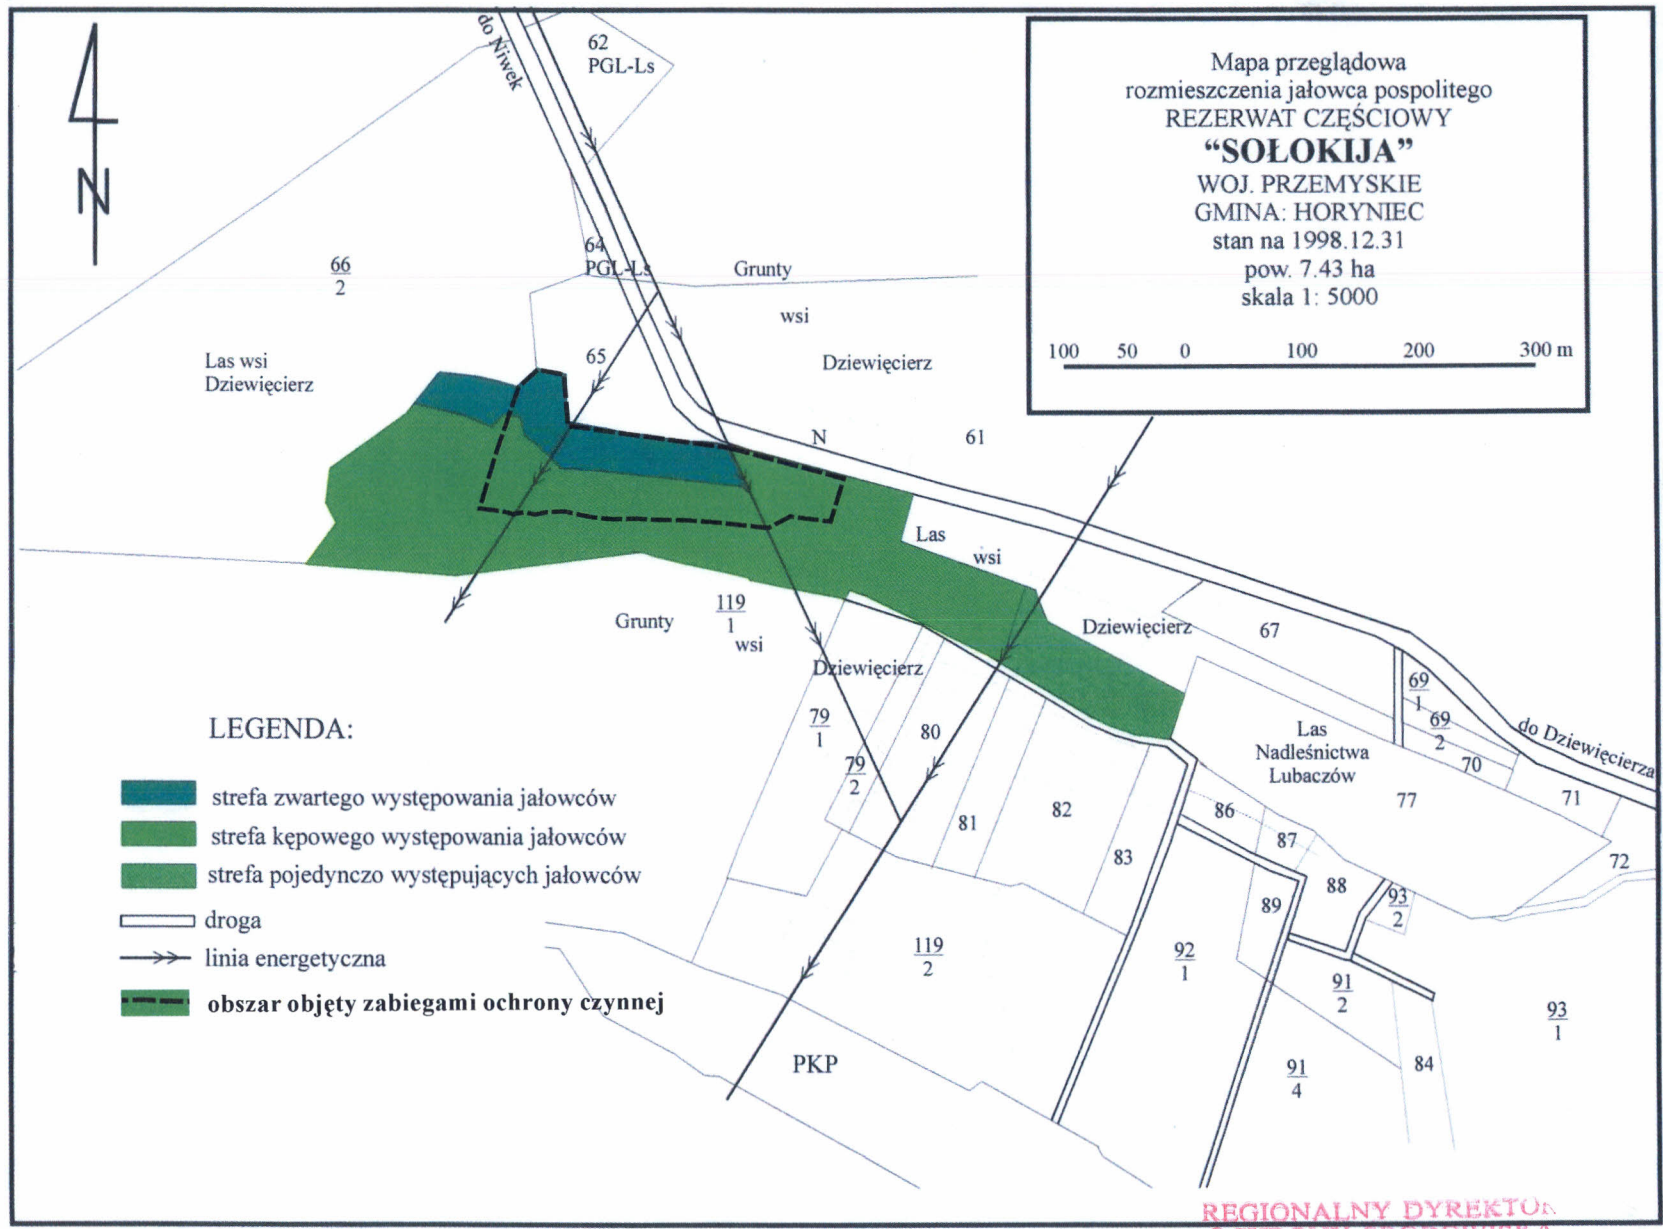 do Niwek
62
PGL-Ls
Mapa przeglądowa
rozmieszczenia jałowca pospolitego
REZERWAT CZĘŚCIOWY
“SOŁOKIJA”
WOJ. PRZEMYSKIE
GMINA: HORYNIEC
stan na 1998.12.31
pow. 7.43 ha
skala 1: 5000
100 50 0 100 200 300 m
N
64
PGL-Ls
66
2
Grunty
wsi
Dziewięcierz
65
Las wsi
Dziewięcierz
N
61
Las
wsi
Dziewięcierz
67
119
1
Grunty
wsi
Dziewięcierz
69
1
69
2
70
71
72
do Dziewięcierza
Las
Nadleśnictwa
Lubaczów
77
79
1
79
2
80
81
82
83
86
87
88
89
93
2
119
2
92
1
91
2
93
1
91
4
84
PKP
LEGENDA:
strefa zwartego występowania jałowców
strefa kępowego występowania jałowców
strefa pojedynczo występujących jałowców
droga
linia energetyczna
obszar objęty zabiegami ochrony czynnej
REGIONALNY DYREKTOR